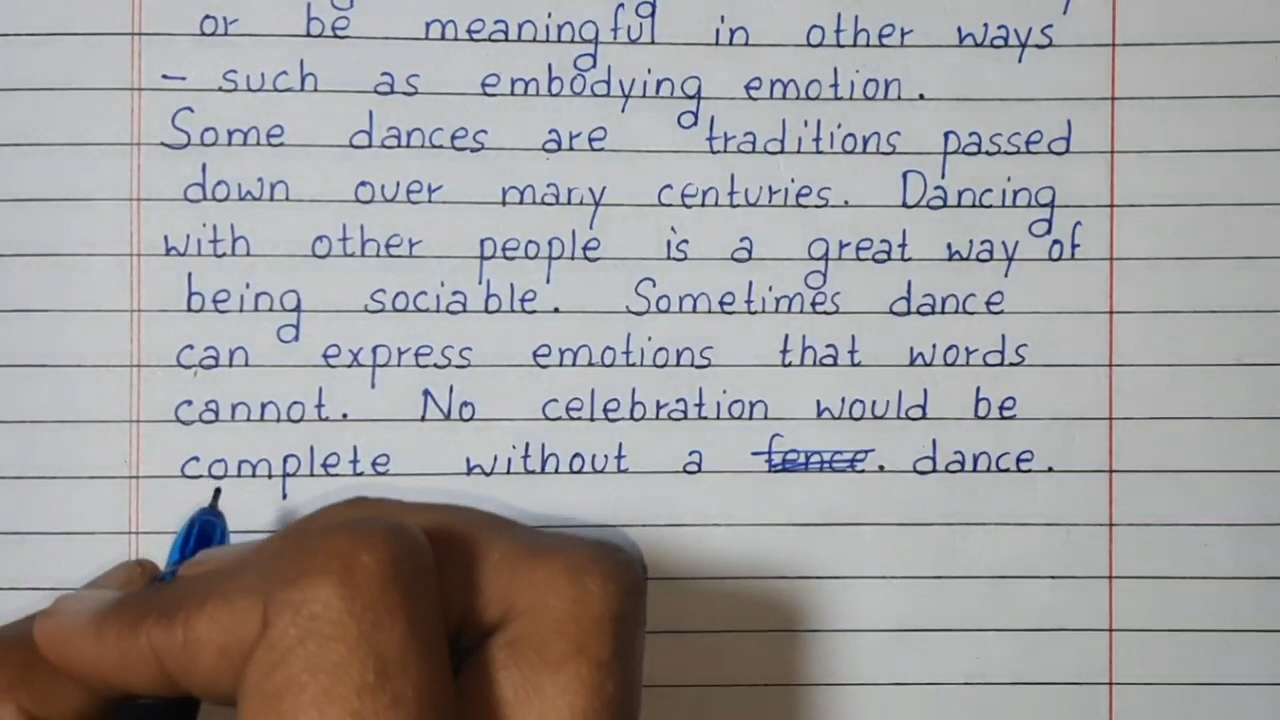 or be meaningful in other ways
- such as embodying emotion.
Some dances are traditions passed
down over many centuries. Dancing
with other people is a great way of
being sociable. Sometimes dance
can express emotions that words
cannot. No celebration would be
complete without a fence. dance.